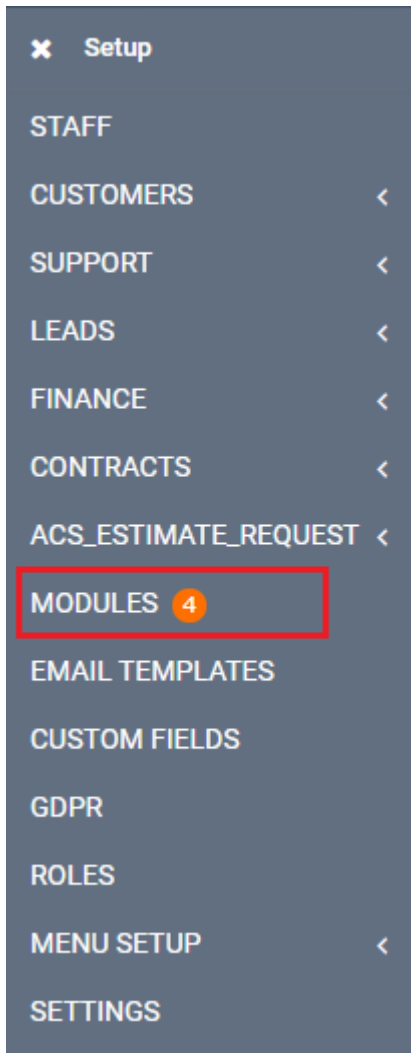 Setup
STAFF
CUSTOMERS
SUPPORT
LEADS
FINANCE
CONTRACTS
ACS_ESTIMATE_REQUEST
MODULES 4
EMAIL TEMPLATES
CUSTOM FIELDS
GDPR
ROLES
MENU SETUP
SETTINGS